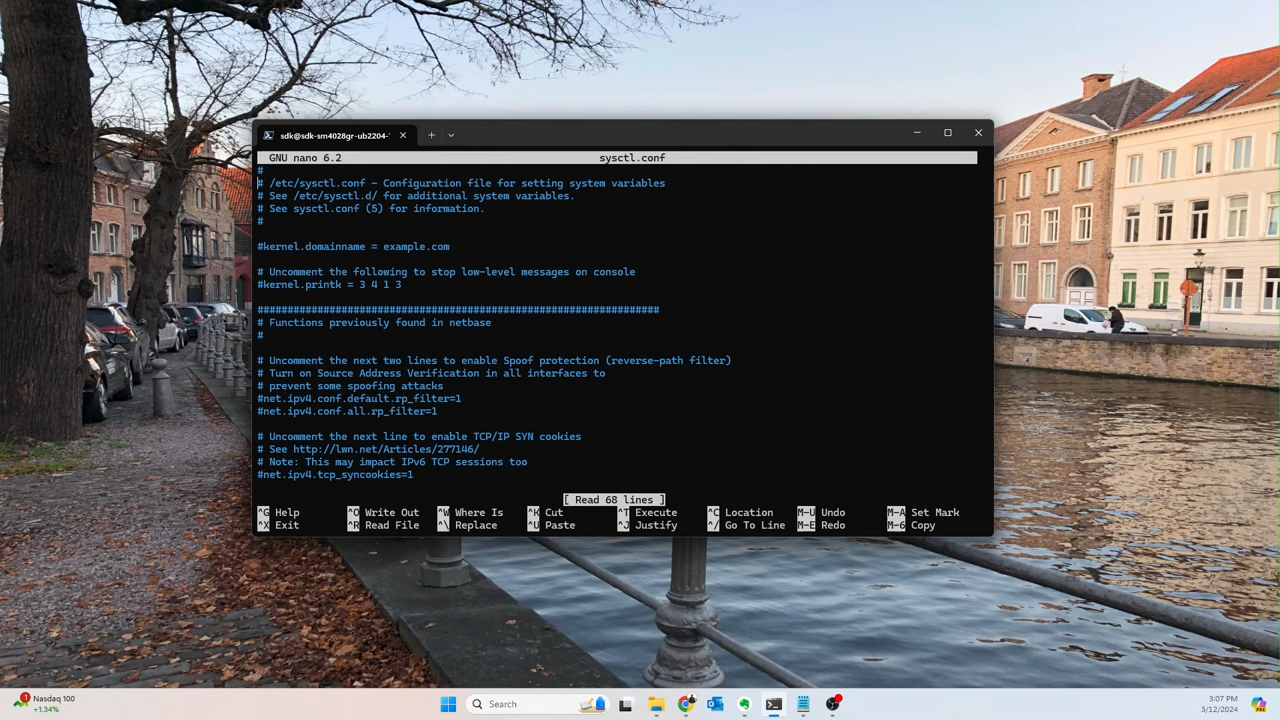 sdk@sdk-sm4028gr-ub2204-
GNU nano 6.2 sysctl.conf
#
# /etc/sysctl.conf - Configuration file for setting system variables
# See /etc/sysctl.d/ for additional system variables.
# See sysctl.conf (5) for information.
#
#kernel.domainname = example.com
# Uncomment the following to stop low-level messages on console
#kernel.printk = 3 4 1 3
###################################################################
# Functions previously found in netbase
#
# Uncomment the next two lines to enable Spoof protection (reverse-path filter)
# Turn on Source Address Verification in all interfaces to
# prevent some spoofing attacks
#net.ipv4.conf.default.rp_filter=1
#net.ipv4.conf.all.rp_filter=1
# Uncomment the next line to enable TCP/IP SYN cookies
# See http://lwn.net/Articles/277146/
# Note: This may impact IPv6 TCP sessions too
#net.ipv4.tcp_syncookies=1
[ Read 68 lines ]
^G Help ^O Write Out ^W Where Is ^K Cut ^T Execute ^C Location M-U Undo M-A Set Mark
^X Exit ^R Read File ^\ Replace ^U Paste ^J Justify ^/ Go To Line M-E Redo M-6 Copy
1 Nasdaq 100
+1.34%
Search
3:07 PM
3/12/2024